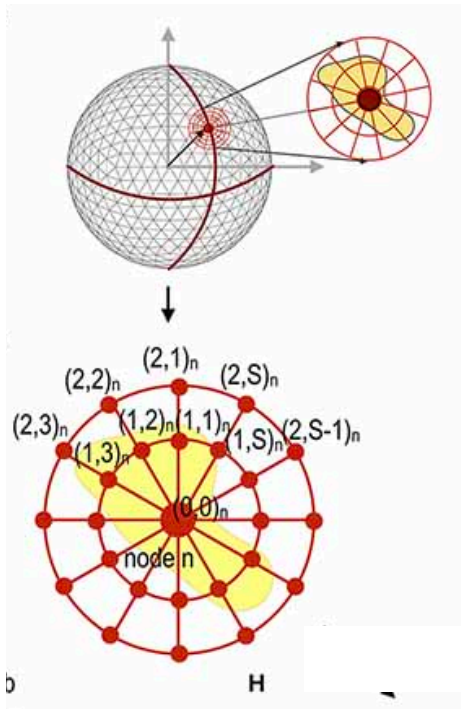 (2,1)n
(2,2)n (2,S)n
(2,3)n (1,2)n (1,1)n (2,S-1)n
(1,3)n (1,S)n
(0,0)n
node n
H